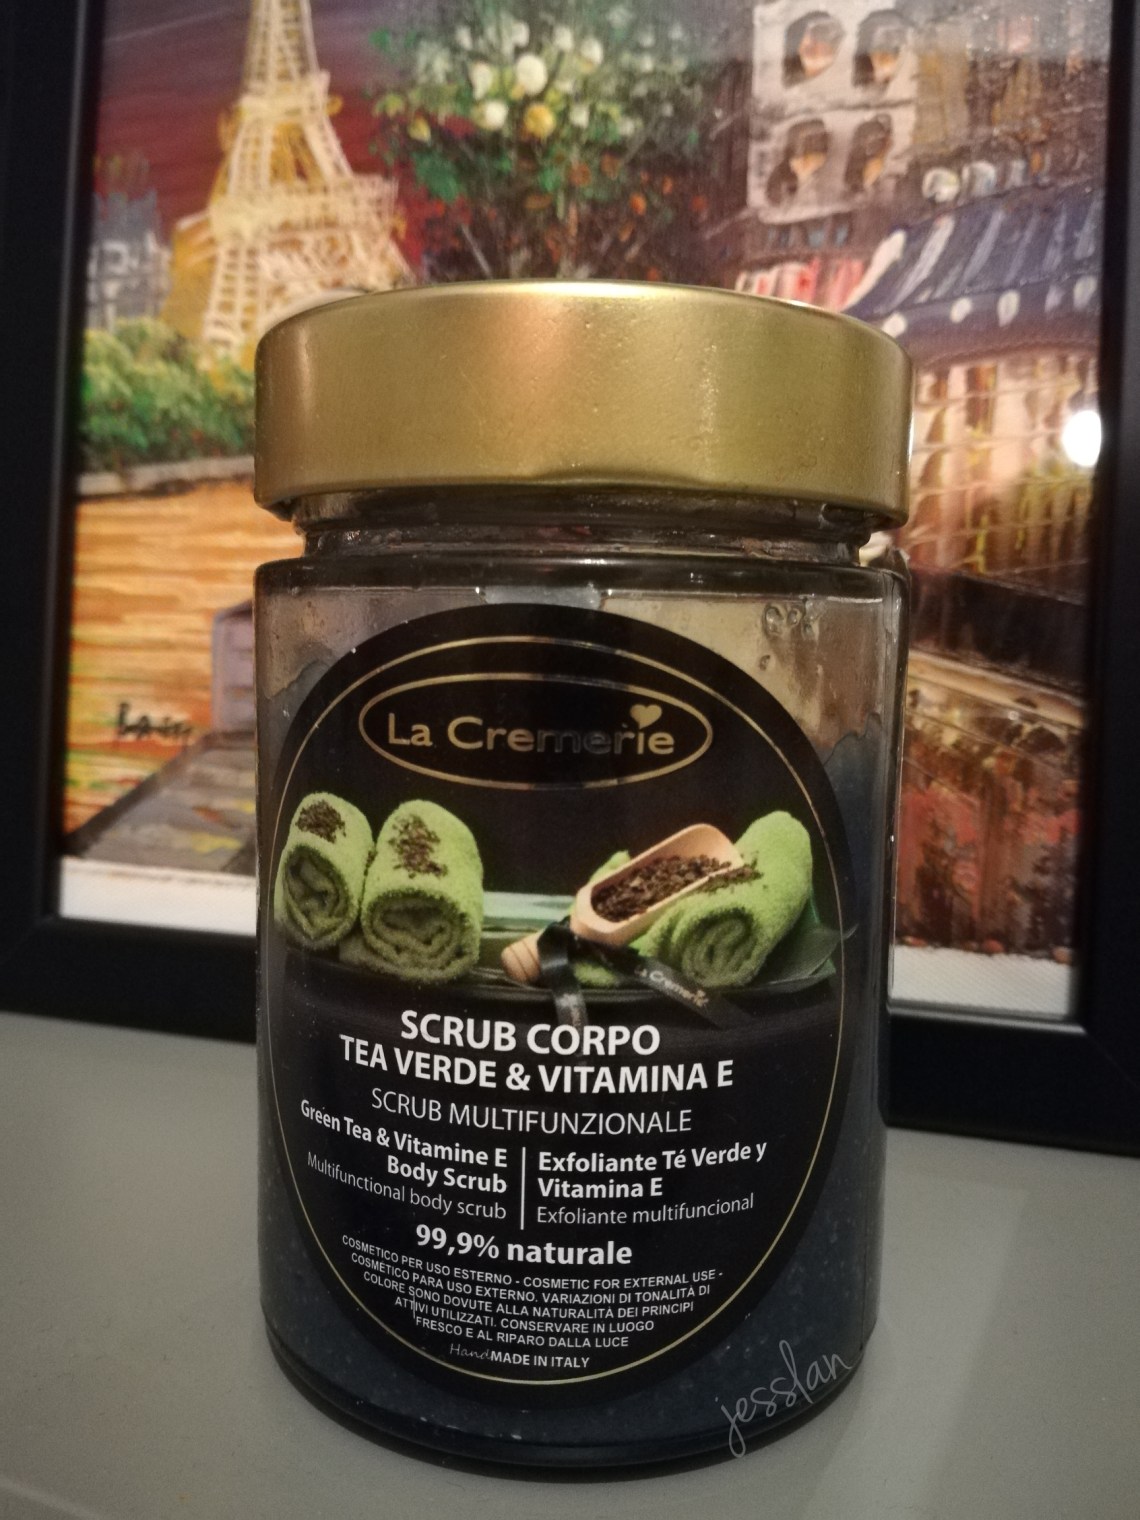 La Cremerie
La Cremerie
SCRUB CORPO
TEA VERDE & VITAMINA E
SCRUB MULTIFUNZIONALE
Green Tea & Vitamine E
Body Scrub
Multifunctional body scrub
Exfoliante Té Verde y
Vitamina E
Exfoliante multifuncional
99,9% naturale
COSMETICO PER USO ESTERNO - COSMETIC FOR EXTERNAL USE -
COSMETICO PARA USO EXTERNO. VARIAZIONI DI TONALITÀ DI
COLORE SONO DOVUTE ALLA NATURALITÀ DEI PRINCIPI
ATTIVI UTILIZZATI. CONSERVARE IN LUOGO
FRESCO E AL RIPARO DALLA LUCE
HandMADE IN ITALY
jesslan